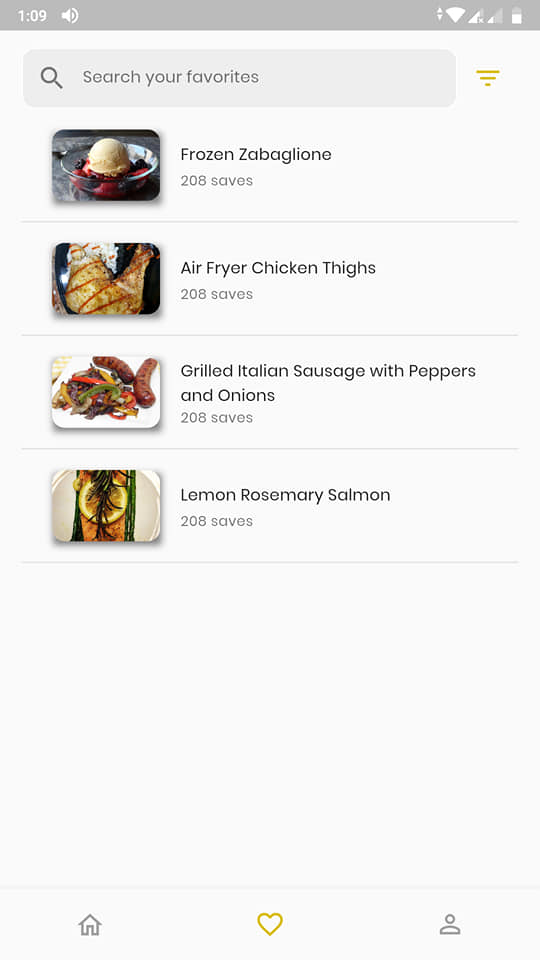 1:09
Search your favorites
Frozen Zabaglione
208 saves
Air Fryer Chicken Thighs
208 saves
Grilled Italian Sausage with Peppers
and Onions
208 saves
Lemon Rosemary Salmon
208 saves